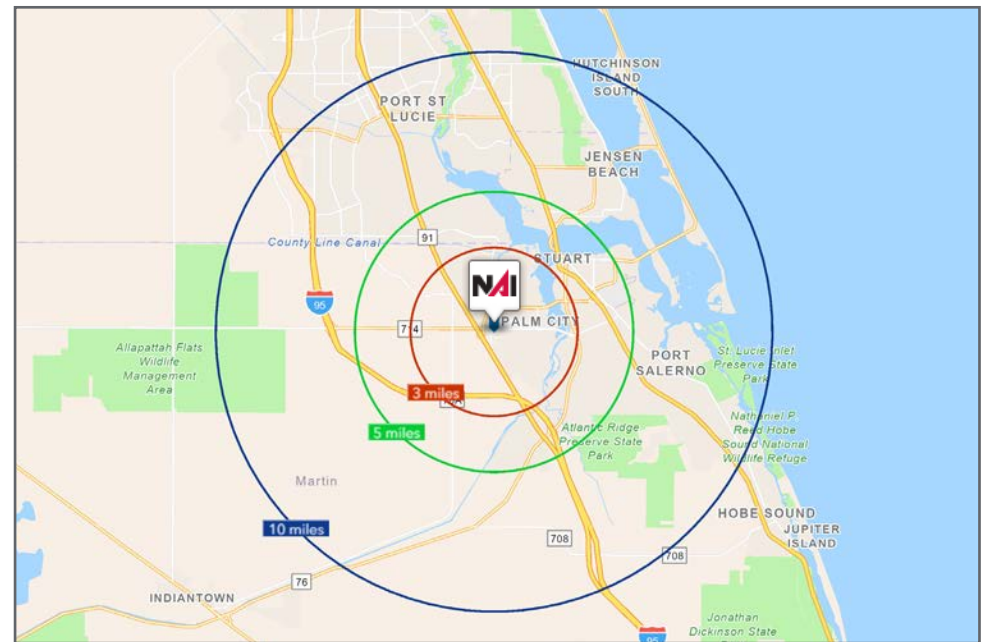 HUTCHINSON
ISLAND
SOUTH
PORT ST
LUCIE
JENSEN
BEACH
County Line Canal
91
STUART
NAI
95
714
PALM CITY
Allapattah Flats
Wildlife
Management
Area
PORT
SALERNO
St. Lucie Inlet
Preserve State
Park
3 miles
5 miles
Atlantic Ridge
Preserve State
Park
Nathaniel P.
Reed Hobe
Sound National
Wildlife Refuge
Martin
10 miles
HOBE SOUND
JUPITER
ISLAND
708
708
76
INDIANTOWN
Jonathan
Dickinson State
95